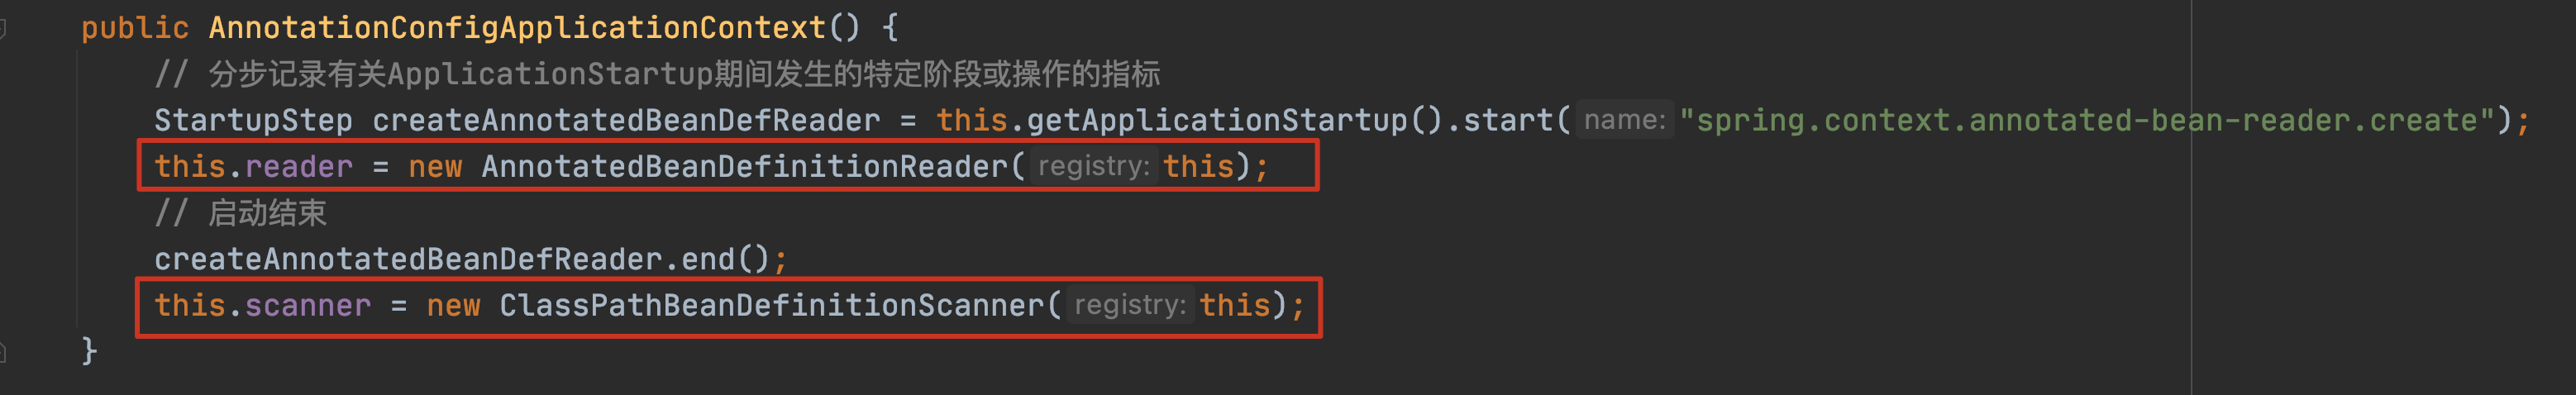 public AnnotationConfigApplicationContext() {
// 分步记录有关ApplicationStartup期间发生的特定阶段或操作的指标
StartupStep createAnnotatedBeanDefReader = this.getApplicationStartup().start( name: "spring.context.annotated-bean-reader.create");
this.reader = new AnnotatedBeanDefinitionReader( registry: this);
// 启动结束
createAnnotatedBeanDefReader.end();
this.scanner = new ClassPathBeanDefinitionScanner( registry: this);
}